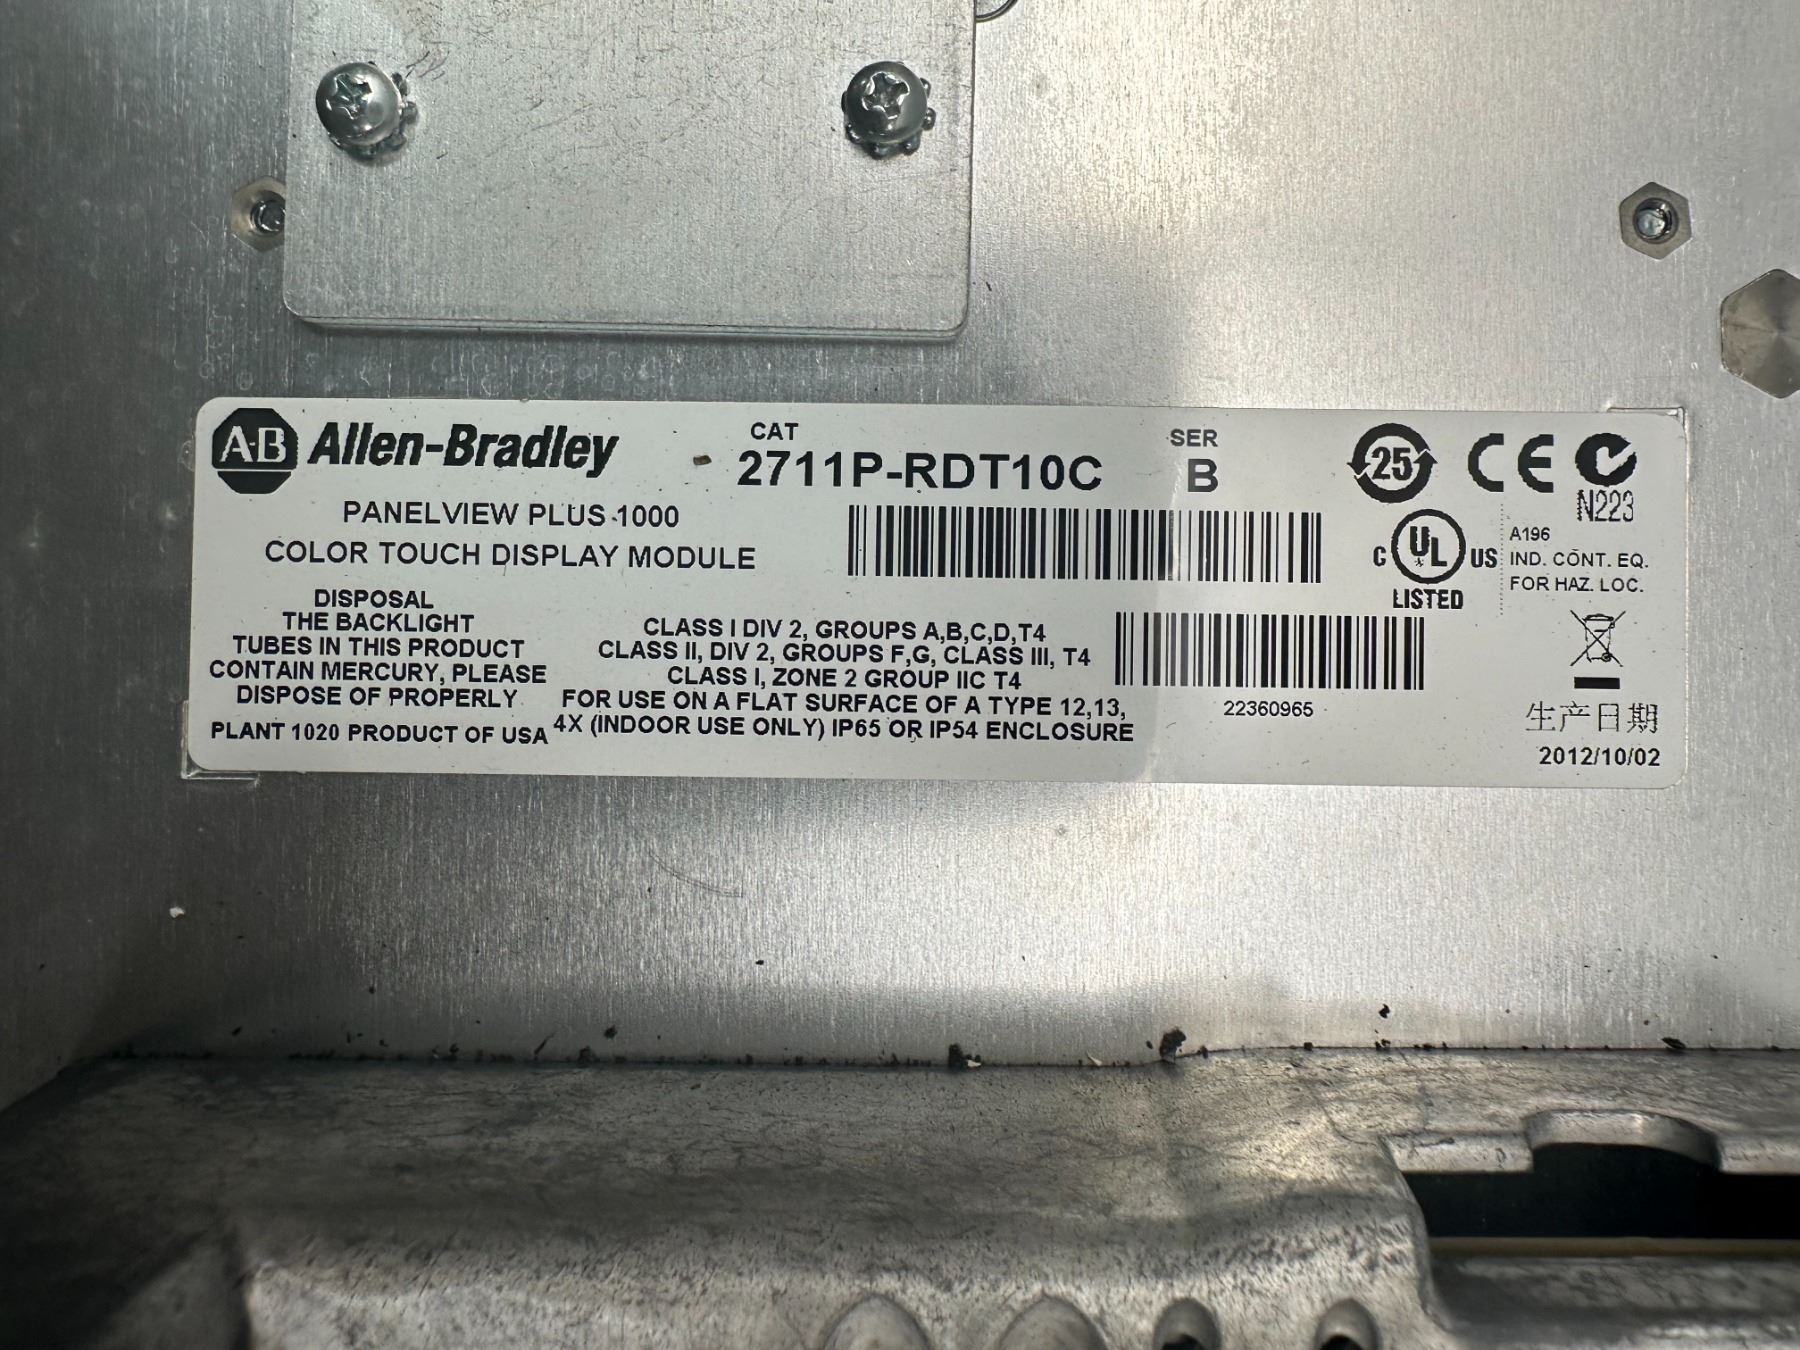 A-B Allen-Bradley
CAT
2711P-RDT10C
SER
B
PANELVIEW PLUS 1000
COLOR TOUCH DISPLAY MODULE
DISPOSAL
THE BACKLIGHT
TUBES IN THIS PRODUCT
CONTAIN MERCURY, PLEASE
DISPOSE OF PROPERLY
PLANT 1020 PRODUCT OF USA
CLASS I DIV 2, GROUPS A,B,C,D,T4
CLASS II, DIV 2, GROUPS F,G, CLASS III, T4
CLASS I, ZONE 2 GROUP IIC T4
FOR USE ON A FLAT SURFACE OF A TYPE 12,13,
4X (INDOOR USE ONLY) IP65 OR IP54 ENCLOSURE
22360965
25
CE
N223
C UL US
LISTED
A196
IND. CONT. EQ.
FOR HAZ. LOC.
生产日期
2012/10/02